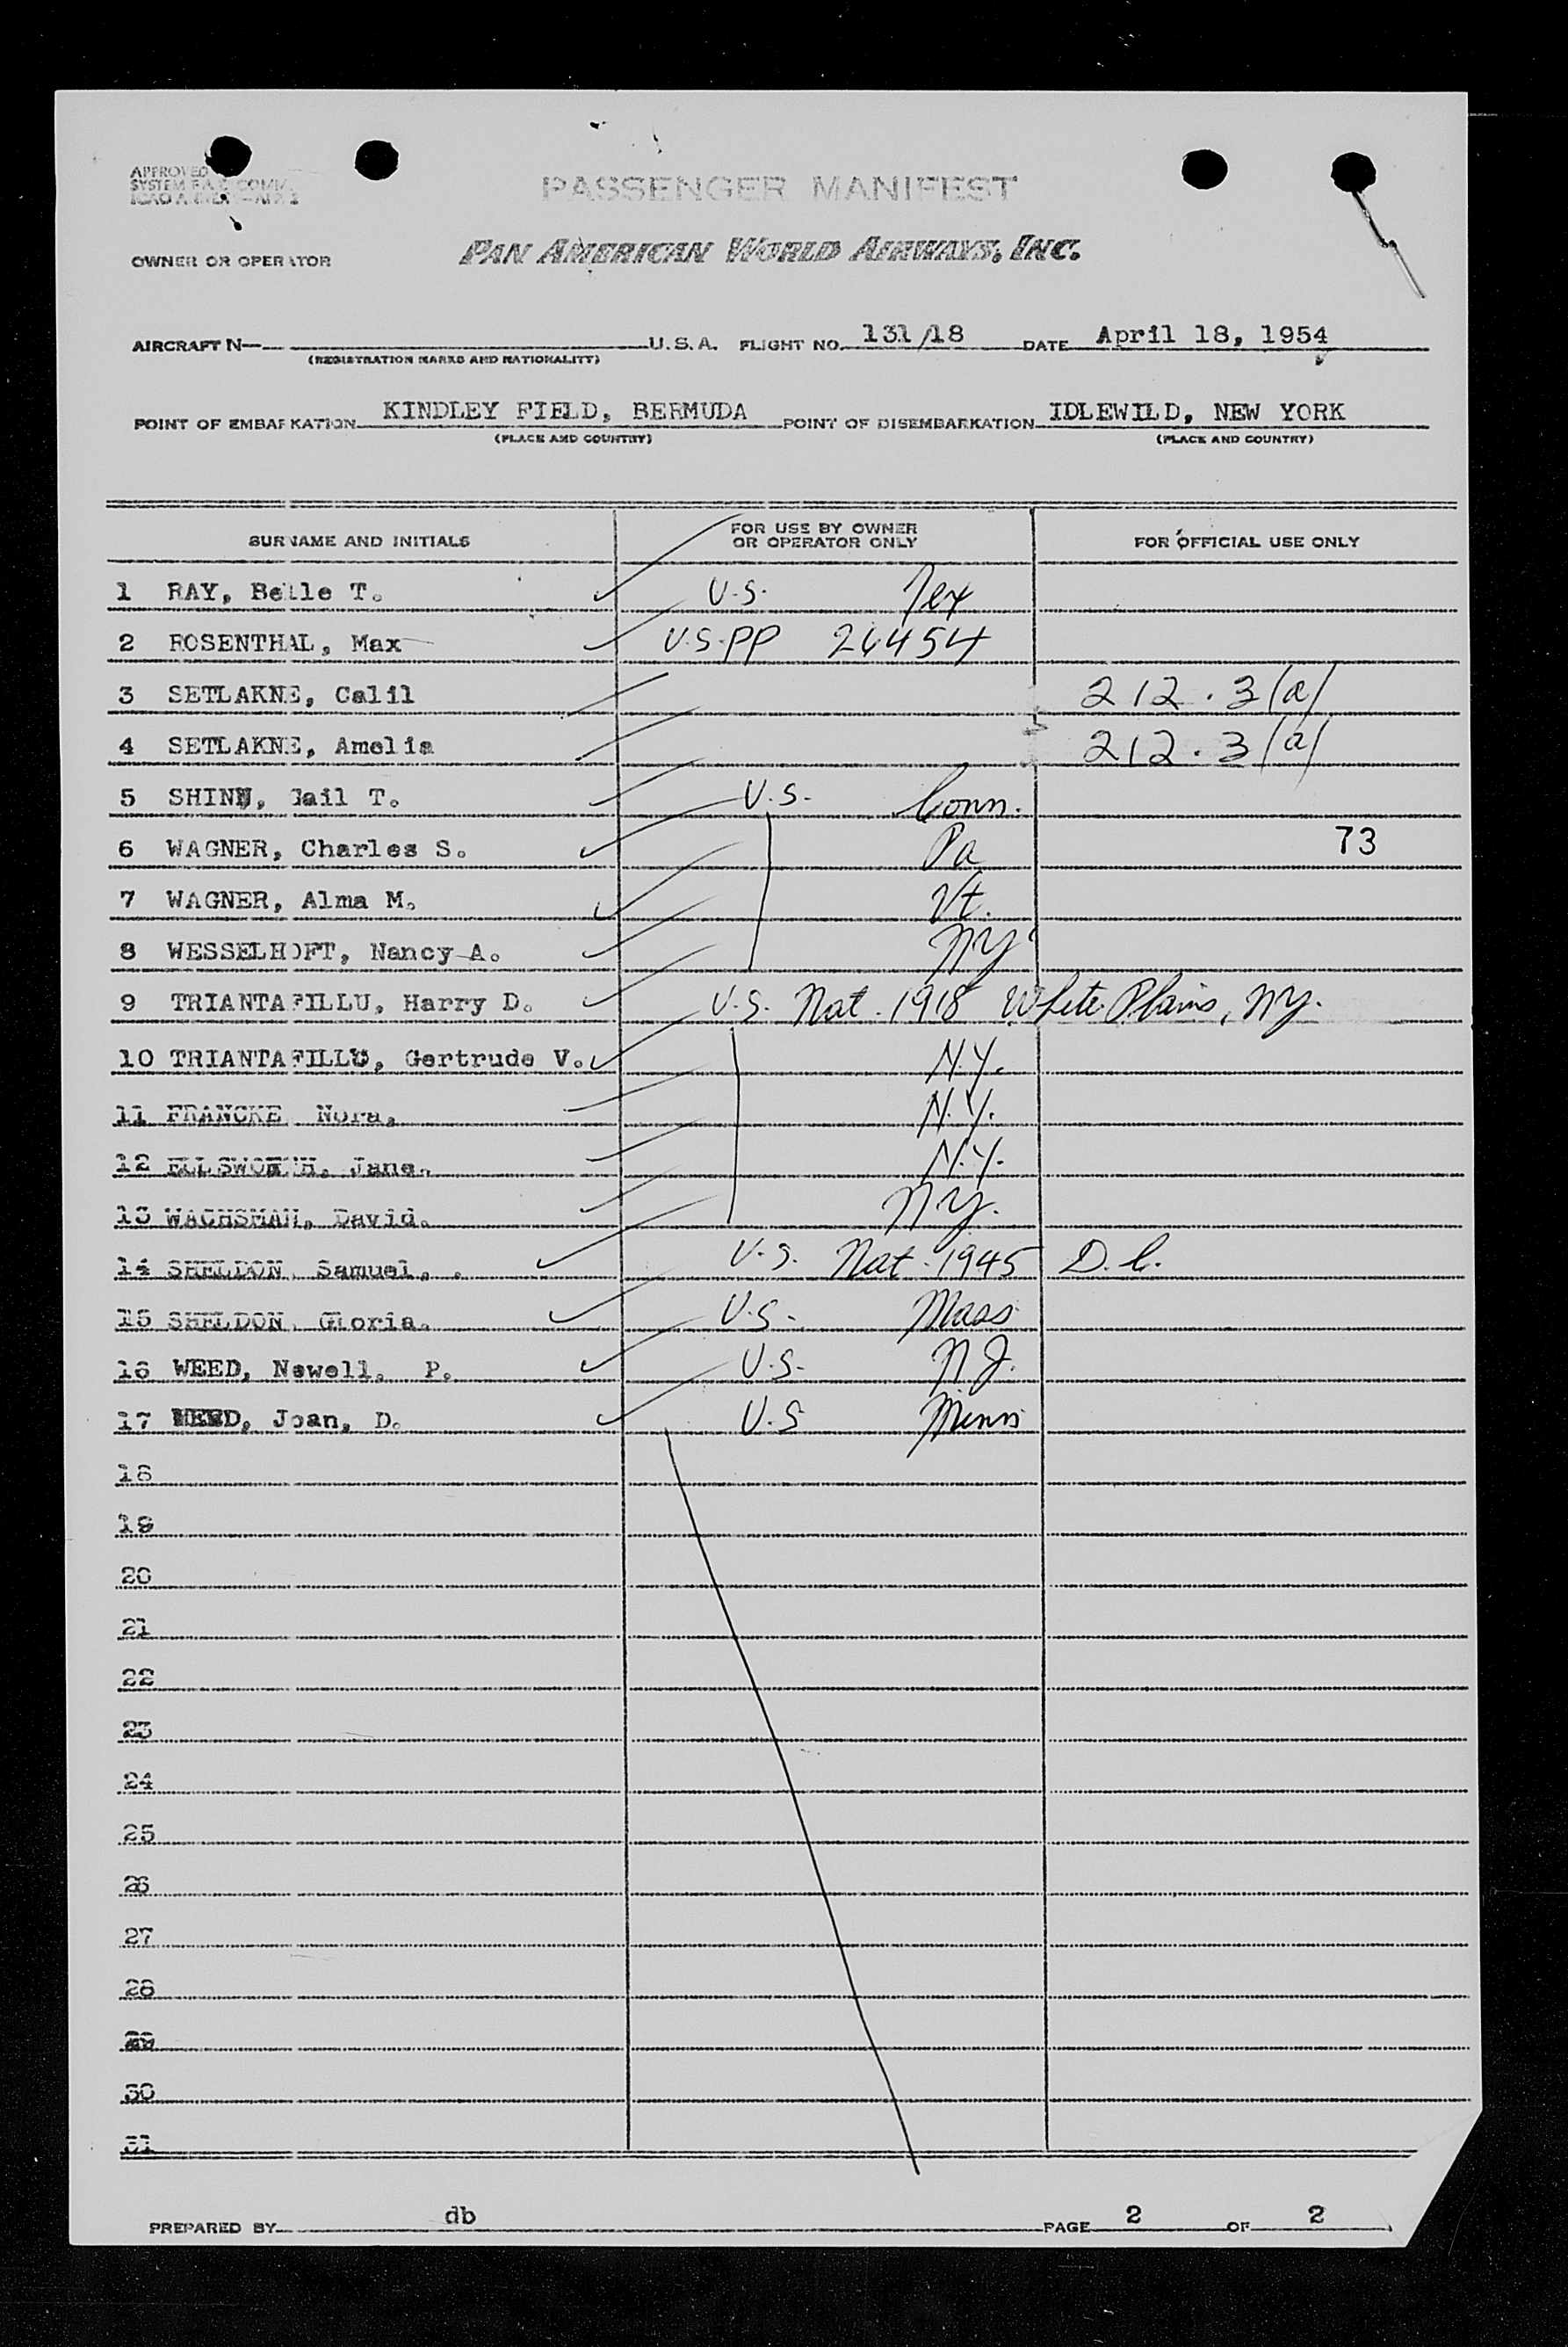 APPROVED
PASSENGER MANIFEST
OWNER OR OPERATOR PAN AMERICAN WORLD AIRWAYS, INC.
AIRCRAFT N— U.S.A. FLIGHT NO. 131/18 DATE April 18, 1954
(REGISTRATION MARKS AND NATIONALITY)
POINT OF EMBARKATION KINDLEY FIELD, BERMUDA POINT OF DISEMBARKATION IDLEWILD, NEW YORK
(PLACE AND COUNTRY) (PLACE AND COUNTRY)
SURNAME AND INITIALS FOR USE BY OWNER OR OPERATOR ONLY FOR OFFICIAL USE ONLY
1 RAY, Belle T. U.S. Tex
2 ROSENTHAL, Max U.S.PP 26454
3 SETLAKNE, Calil 212.3(a)
4 SETLAKNE, Amelia 212.3(a)
5 SHINN, Gail T. U.S. Conn.
6 WAGNER, Charles S. Pa 73
7 WAGNER, Alma M. Vt.
8 WESSELHOFT, Nancy A. NY
9 TRIANTAFILLU, Harry D. U.S. Nat. 1918 White Plains, NY.
10 TRIANTAFILLU, Gertrude V. N.Y.
11 FRANCKE, Nora. N.Y.
12 ELLSWORTH, Jane. N.Y.
13 WACHSMAN, David. NY.
14 SHELDON, Samuel. U.S. Nat. 1945 D.C.
15 SHELDON, Gloria. U.S. Mass
16 WEED, Newell. P. U.S. N.J.
17 WEED, Joan, D. U.S Minn
18
19
20
21
22
23
24
25
26
27
28
29
30
31
PREPARED BY db PAGE 2 OF 2